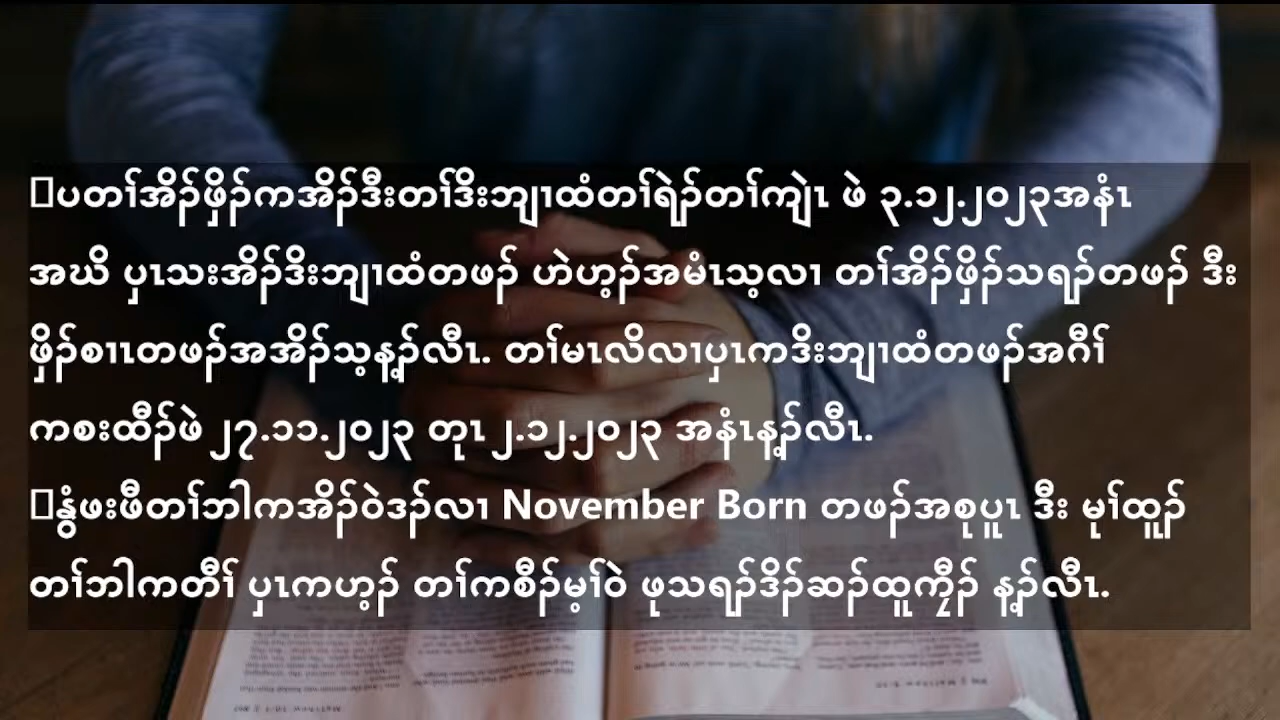 ပတၢ်အိၣ်ဖှိၣ်ကအိၣ်ဒီးတၢ်ဒိးဘျၢထံတၢ်ရဲၣ်တၢ်ကျဲၤ ဖဲ ၃.၁၂.၂၀၂၃အနံၤ
အဃိ ပှၤသးအိၣ်ဒိးဘျၢထံတဖၣ် ဟဲဟ့ၣ်အမံၤသ့လၢ တၢ်အိၣ်ဖှိၣ်သရၣ်တဖၣ် ဒီး
ဖှိၣ်စၢၤတဖၣ်အအိၣ်သ့န့ၣ်လီၤ. တၢ်မၤလိလၢပှၤကဒိးဘျၢထံတဖၣ်အဂီၢ်
ကစးထီၣ်ဖဲ ၂၇.၁၁.၂၀၂၃ တုၤ ၂.၁၂.၂၀၂၃ အနံၤန့ၣ်လီၤ.
နွံဖးဖီတၢ်ဘါကအိၣ်ဝဲဒၣ်လၢ November Born တဖၣ်အစုပူၤ ဒီး မုၢ်ထူၣ်
တၢ်ဘါကတီၢ် ပှၤကဟ့ၣ် တၢ်ကစီၣ်မ့ၢ်ဝဲ ဖုသရၣ်ဒိၣ်ဆၣ်ထူကၠီၣ် န့ၣ်လီၤ.